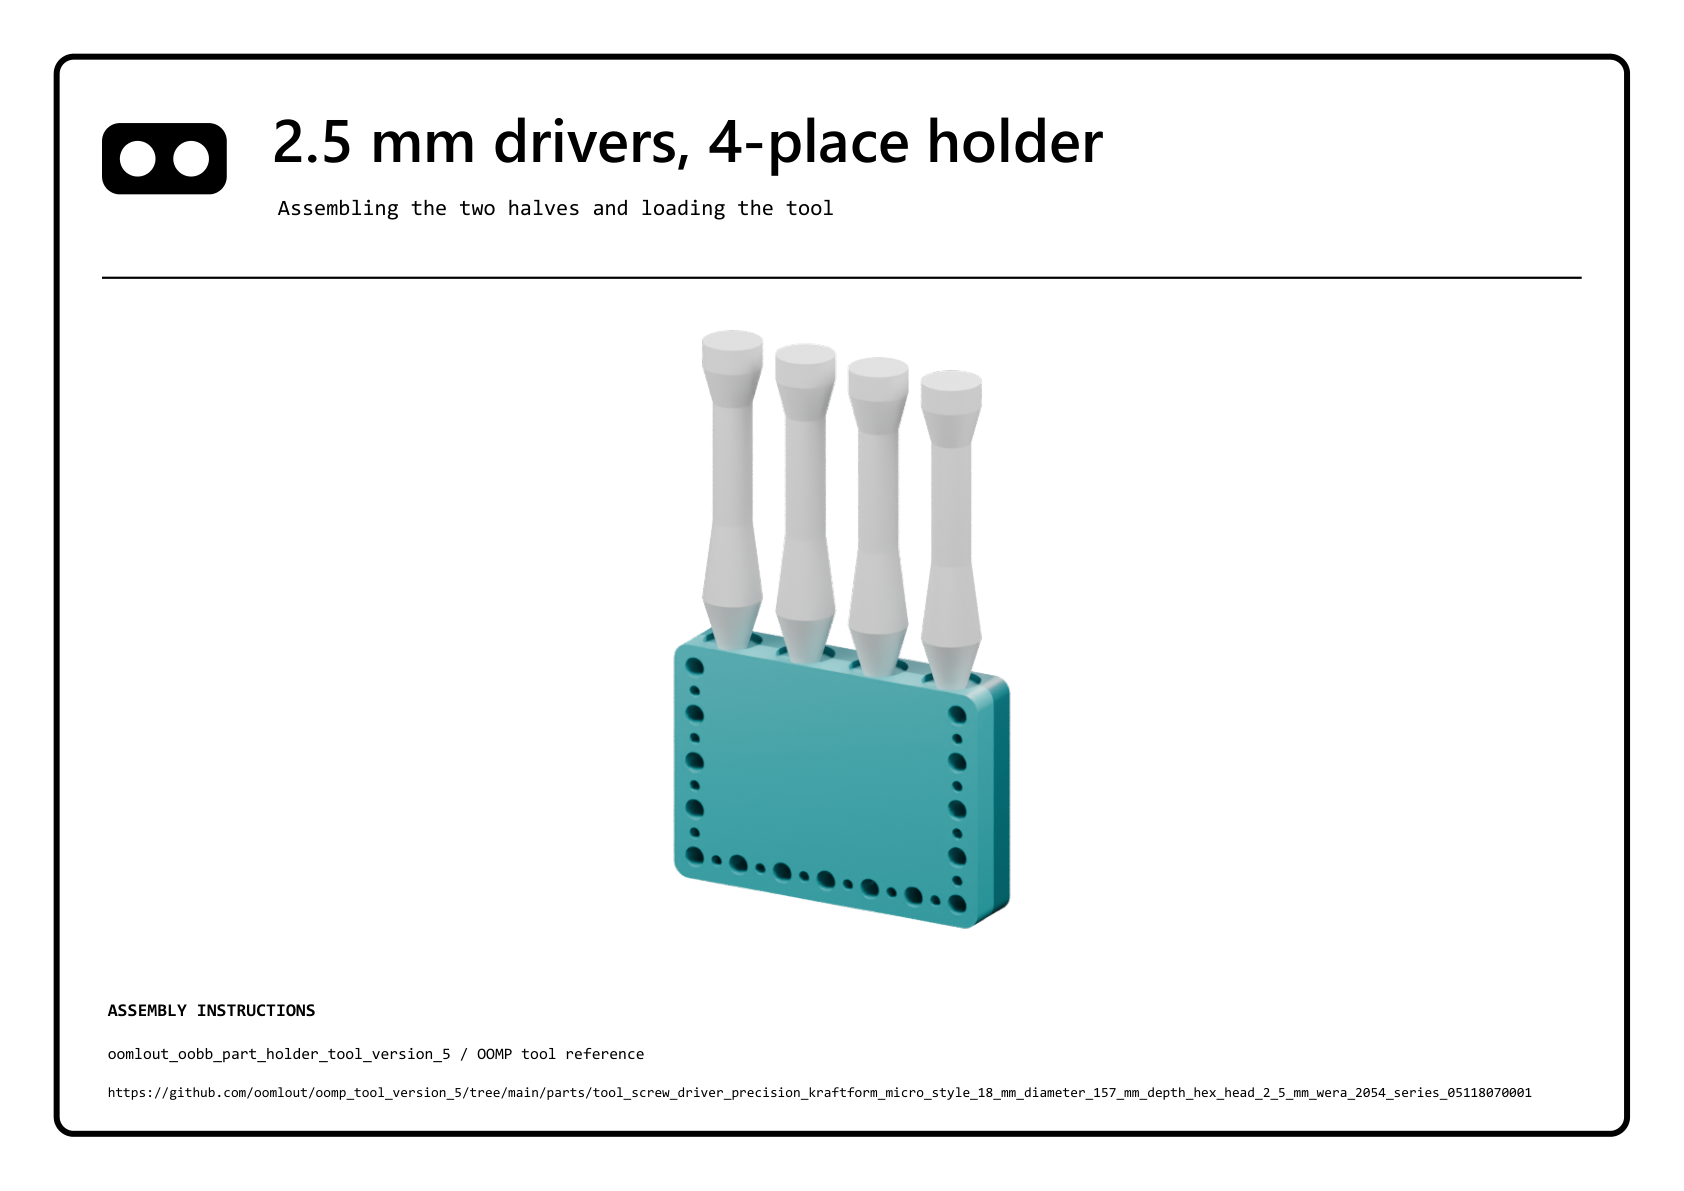 2.5 mm drivers, 4-place holder
Assembling the two halves and loading the tool
ASSEMBLY INSTRUCTIONS
oomlout_oobb_part_holder_tool_version_5 / OOMP tool reference
https://github.com/oomlout/oomp_tool_version_5/tree/main/parts/tool_screw_driver_precision_kraftform_micro_style_18_mm_diameter_157_mm_depth_hex_head_2_5_mm_wera_2054_series_05118070001